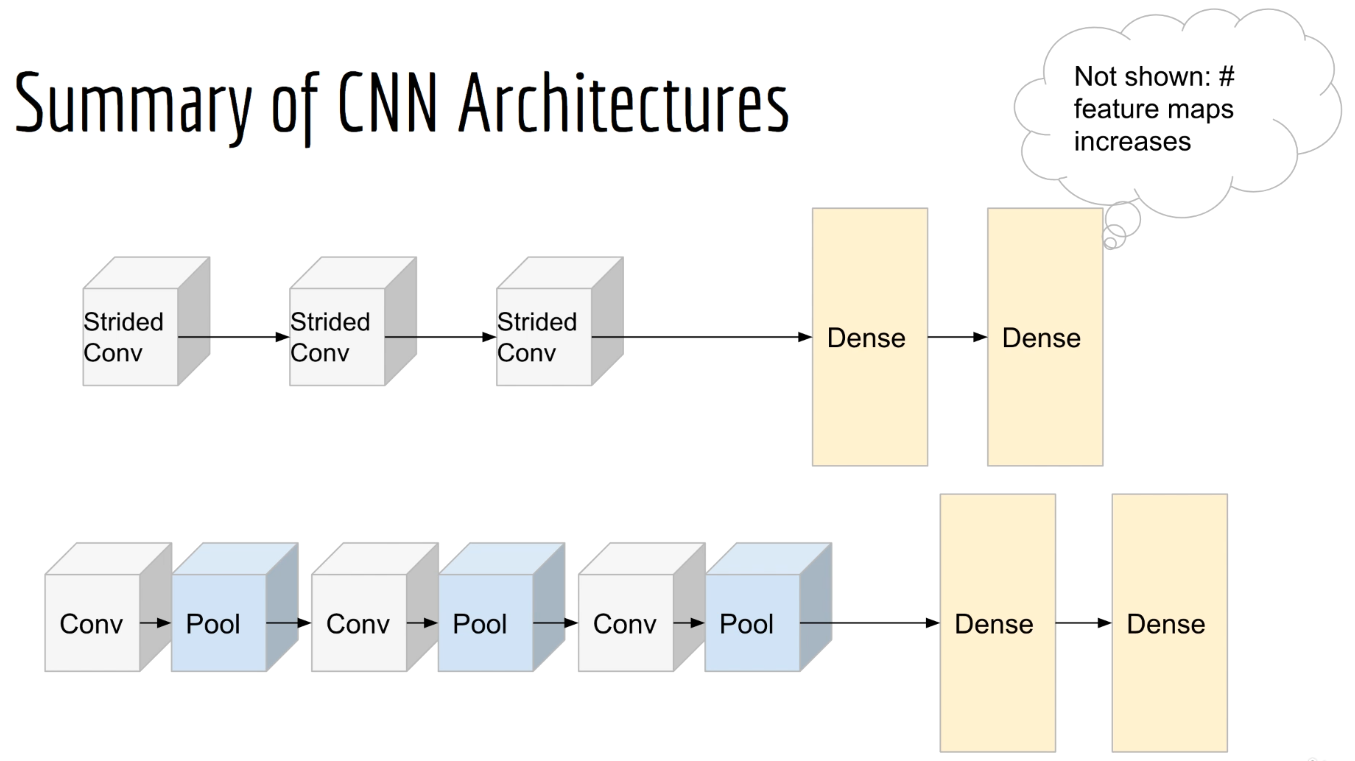 Summary of CNN Architectures
Not shown: #
feature maps
increases
Strided
Conv
Strided
Conv
Strided
Conv
Dense
Dense
Conv
Pool
Conv
Pool
Conv
Pool
Dense
Dense